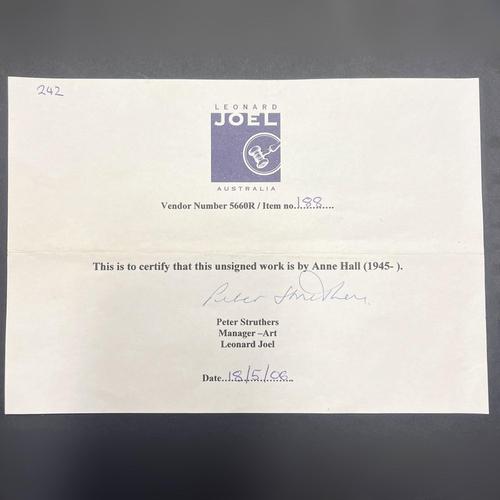 242
LEONARD
JOEL
AUSTRALIA
Vendor Number 5660R / Item no. 188
This is to certify that this unsigned work is by Anne Hall (1945- ).
Peter Struthers
Peter Struthers
Manager –Art
Leonard Joel
Date 18/5/06